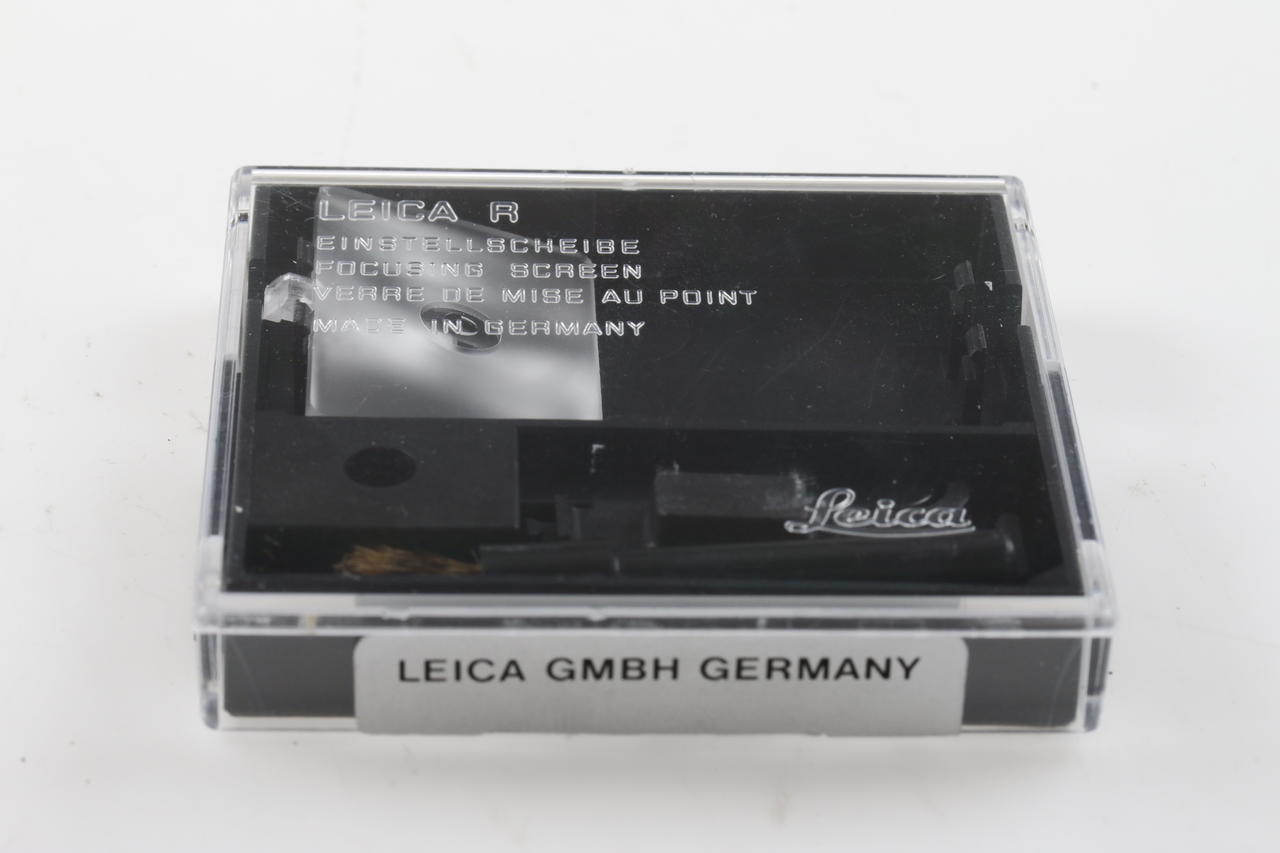 LEICA R
EINSTELLSCHEIBE
FOCUSING SCREEN
VERRE DE MISE AU POINT
MADE IN GERMANY
Leica
LEICA GMBH GERMANY